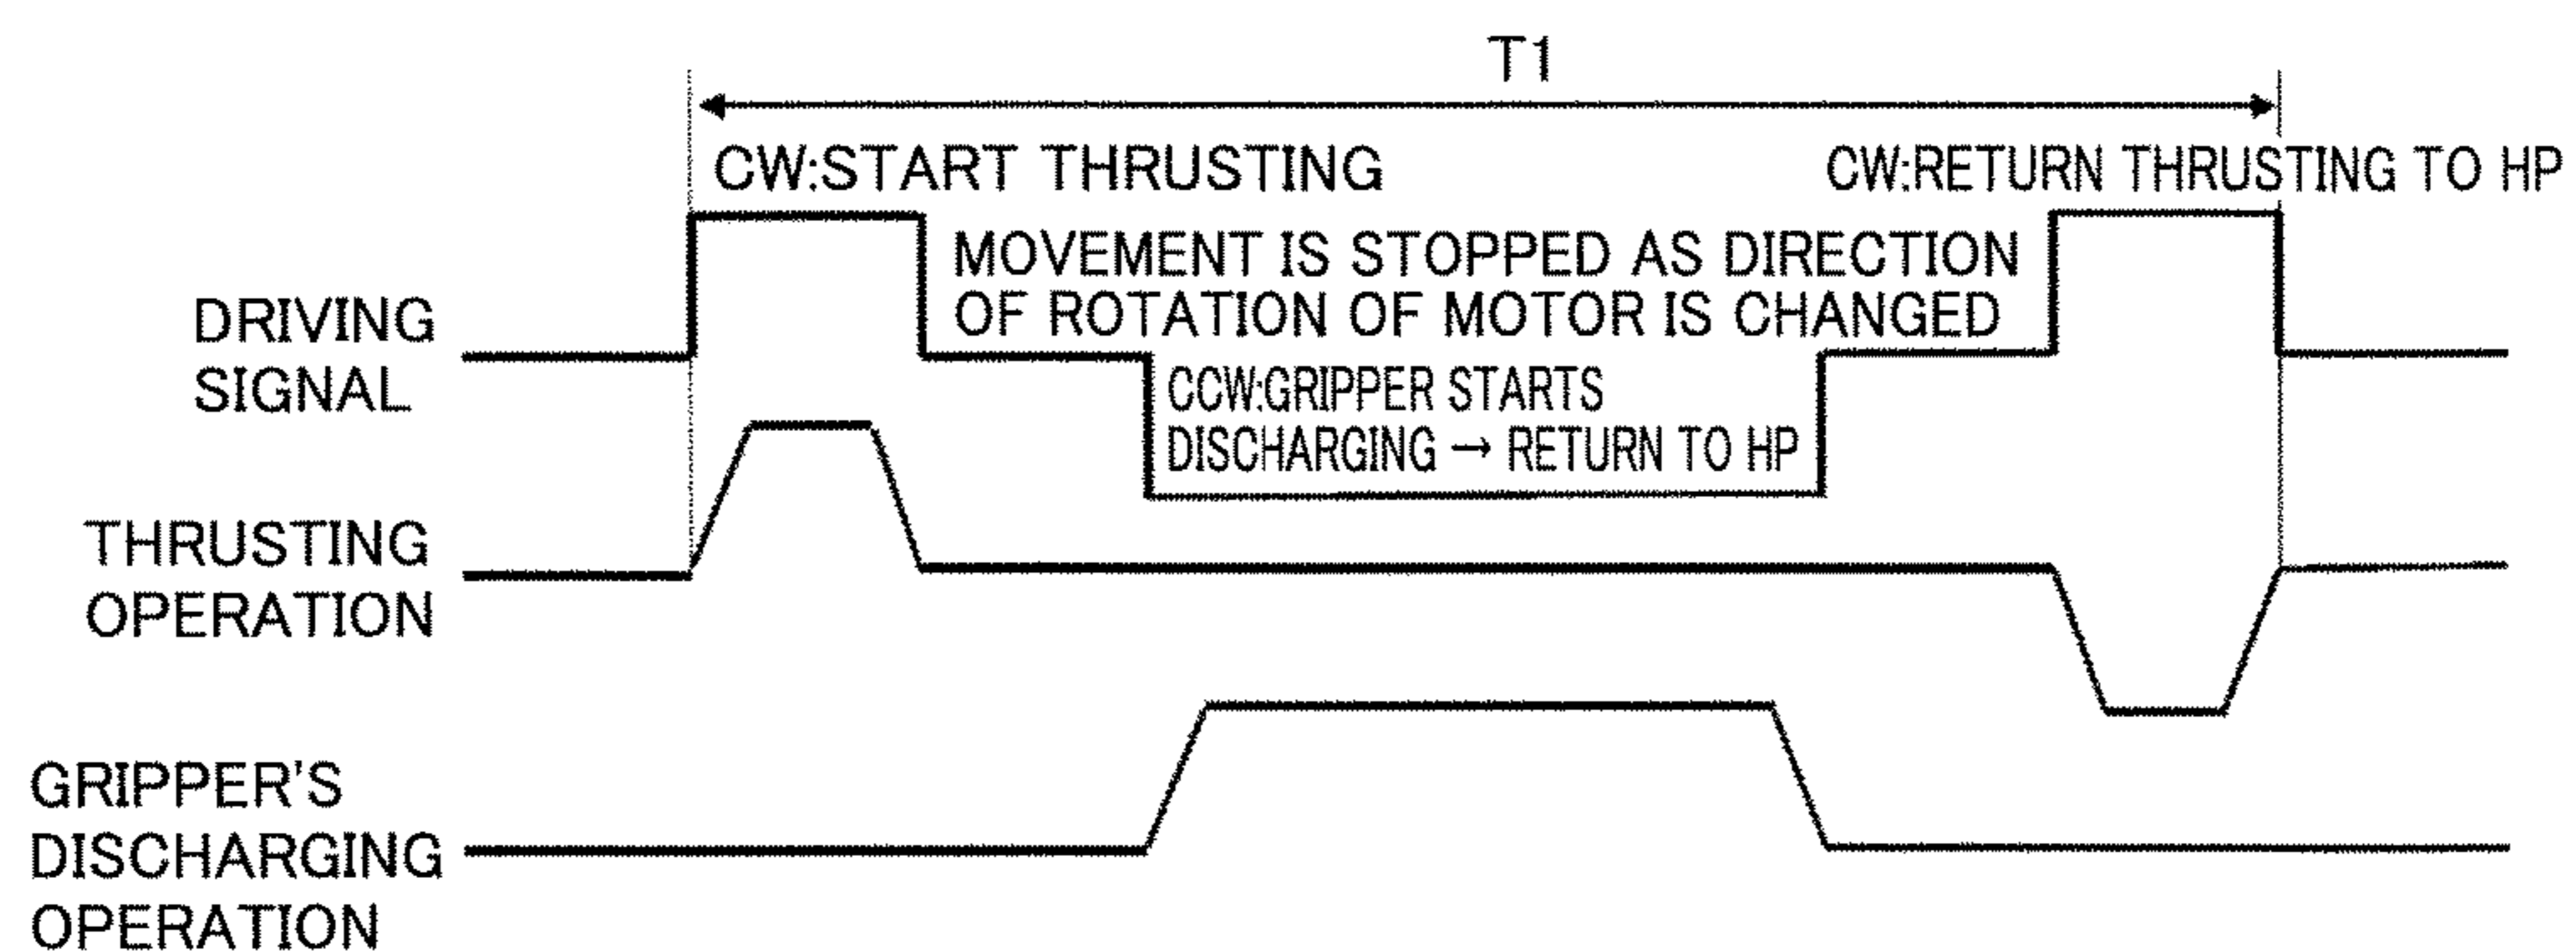 T1
CW:START THRUSTING
CW:RETURN THRUSTING TO HP
MOVEMENT IS STOPPED AS DIRECTION
OF ROTATION OF MOTOR IS CHANGED
DRIVING
SIGNAL
CCW:GRIPPER STARTS
DISCHARGING → RETURN TO HP
THRUSTING
OPERATION
GRIPPER'S
DISCHARGING
OPERATION